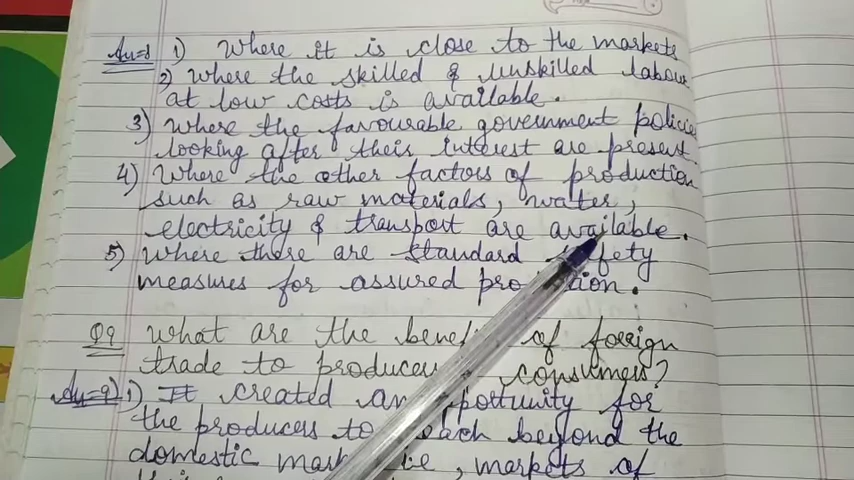 Ans=8 1) Where it is close to the markets
2) Where the skilled & unskilled labour
at low costs is available.
3) Where the favourable government policies
looking after their interest are present.
4) Where the other factors of production
such as raw materials, water,
electricity & transport are available.
5) Where there are standard safety
measures for assured production.
Q9 What are the of foreign
trade to consumers?
Ans=9) 1) It created an opportunity for
the producers to beyond the
domestic markets of